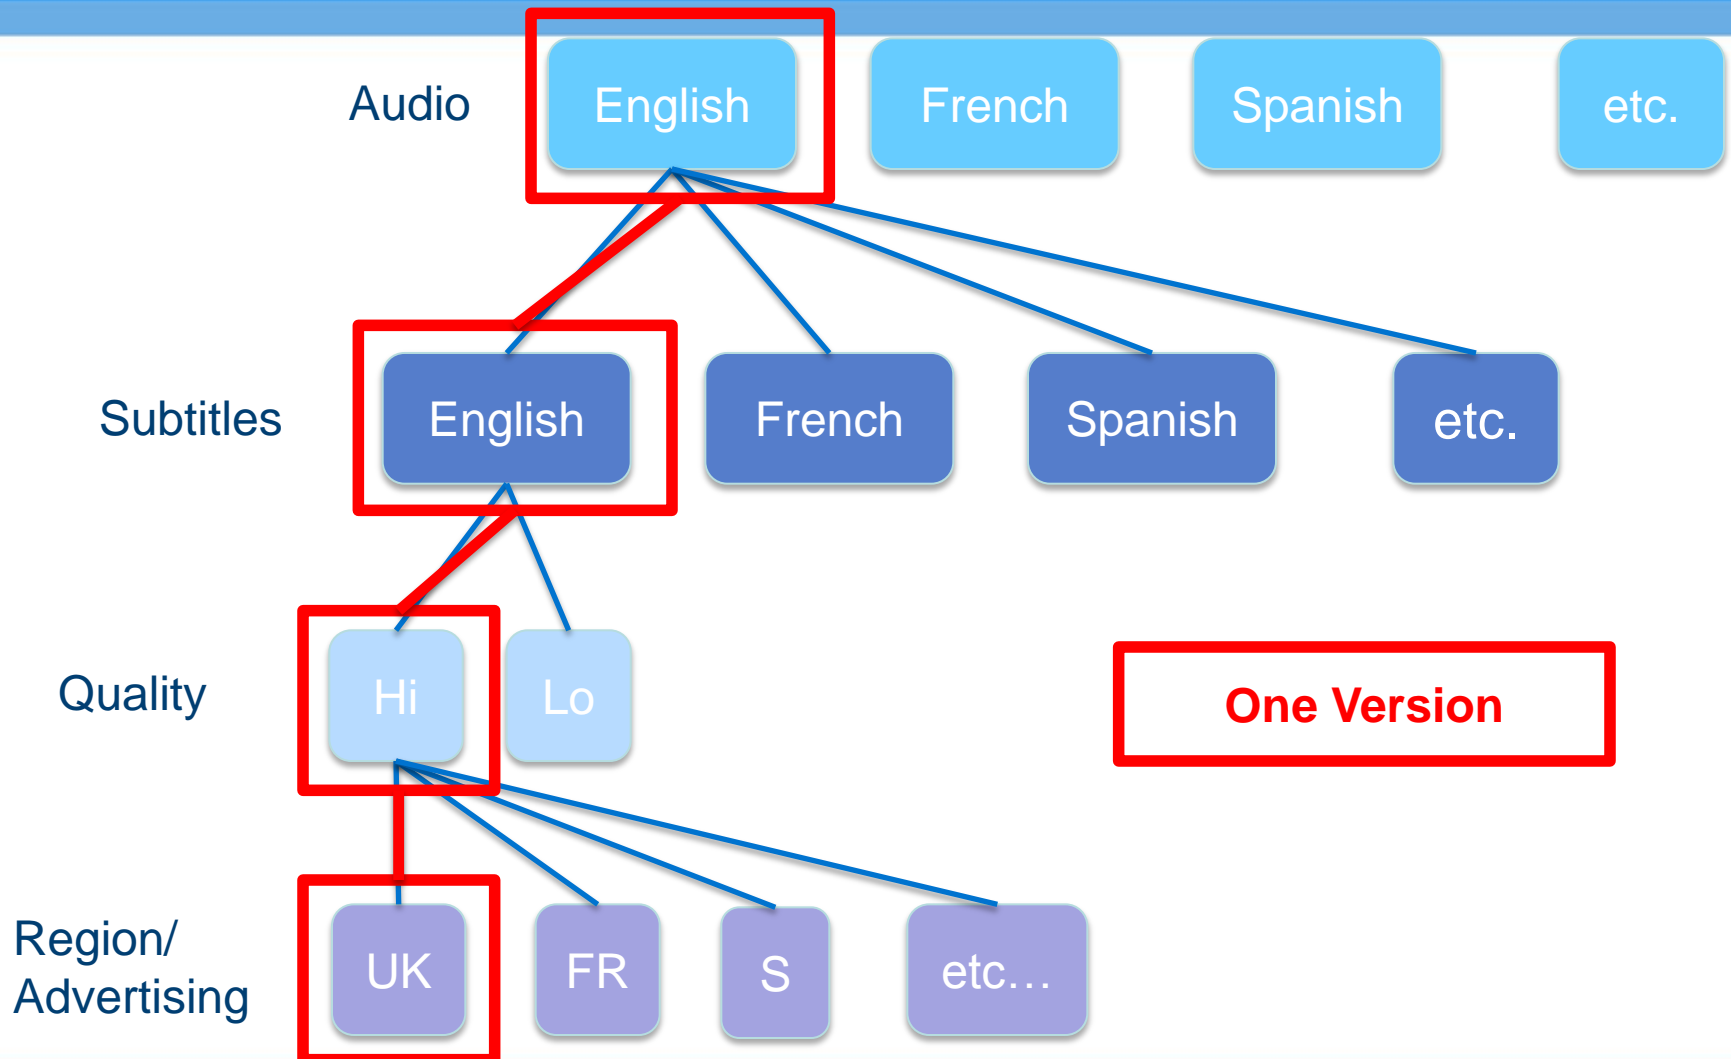 Audio
English
French
Spanish
etc.
Subtitles
English
French
Spanish
etc.
Quality
Hi
Lo
One Version
Region/
Advertising
UK
FR
S
etc...